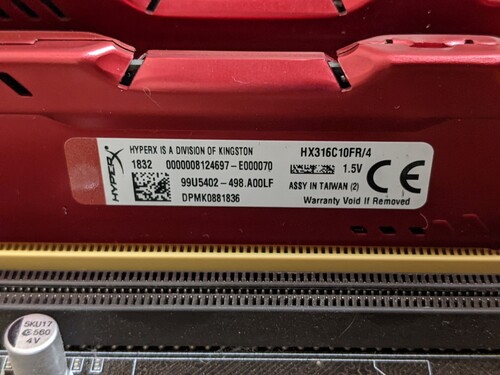 HYPERX
HYPERX IS A DIVISION OF KINGSTON
HX316C10FR/4
1832 0000008124697-E000070
1.5V
99U5402-498.A00LF
ASSY IN TAIWAN (2)
CE
DPMK0881836
Warranty Void If Removed
5KU17
560
4V